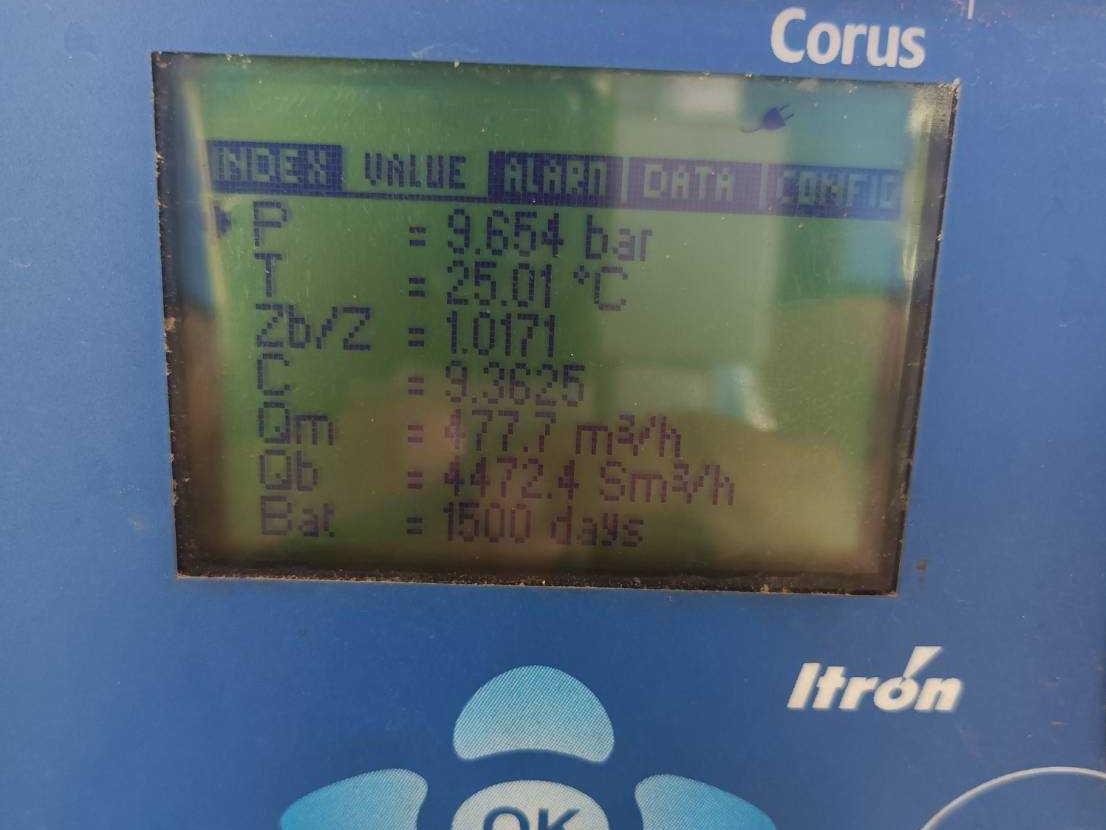 Corus
INDEX VALUE ALARM DATA CONFIG
P = 9.654 bar
T = 25.01 °C
Zb/Z = 1.0171
C = 9.3625
Qm = 477.7 m³/h
Qb = 4472.4 Sm³/h
Bat = 1500 days
Itrón
OK